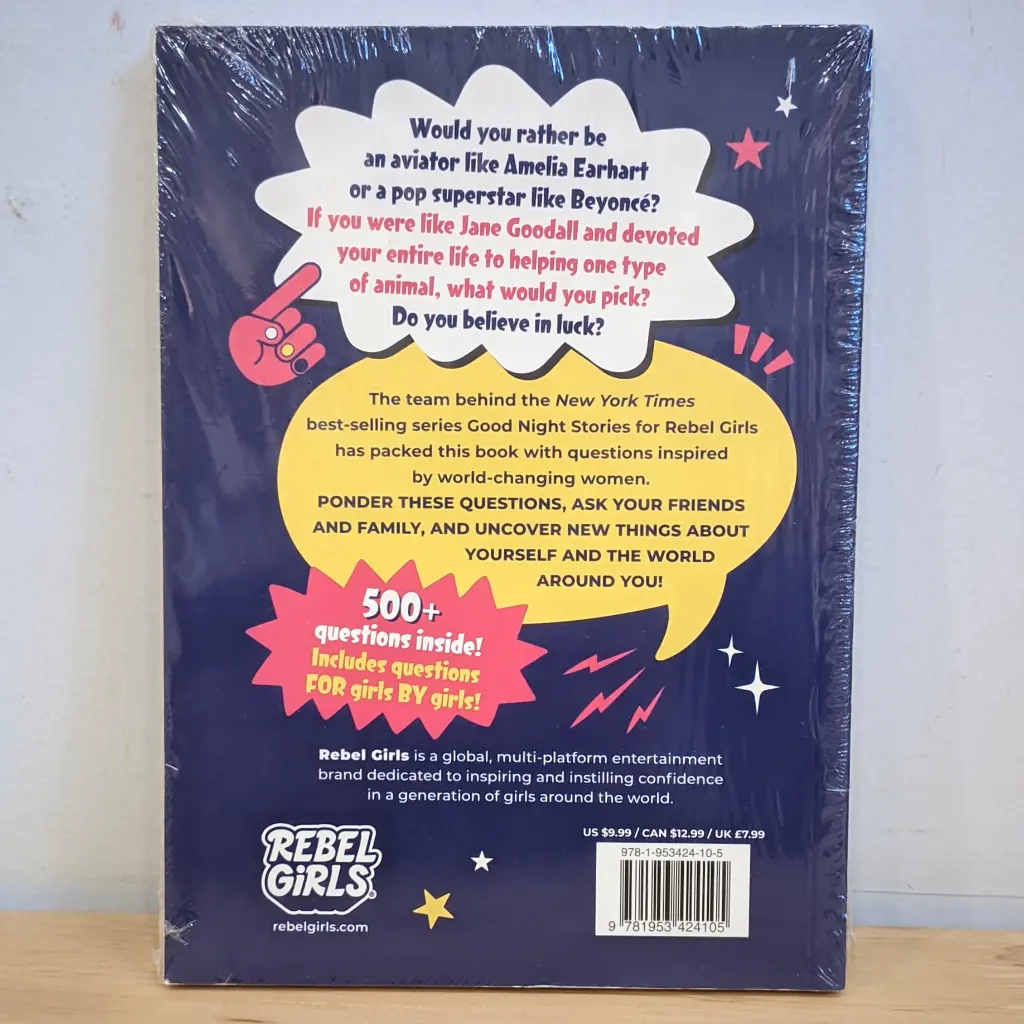 Would you rather be
an aviator like Amelia Earhart
or a pop superstar like Beyoncé?
If you were like Jane Goodall and devoted
your entire life to helping one type
of animal, what would you pick?
Do you believe in luck?
The team behind the New York Times
best-selling series Good Night Stories for Rebel Girls
has packed this book with questions inspired
by world-changing women.
PONDER THESE QUESTIONS, ASK YOUR FRIENDS
AND FAMILY, AND UNCOVER NEW THINGS ABOUT
YOURSELF AND THE WORLD
AROUND YOU!
500+
questions inside!
Includes questions
FOR girls BY girls!
Rebel Girls is a global, multi-platform entertainment
brand dedicated to inspiring and instilling confidence
in a generation of girls around the world.
REBEL
GiRLS®
rebelgirls.com
US $9.99 / CAN $12.99 / UK £7.99
978-1-953424-10-5
9 781953 424105